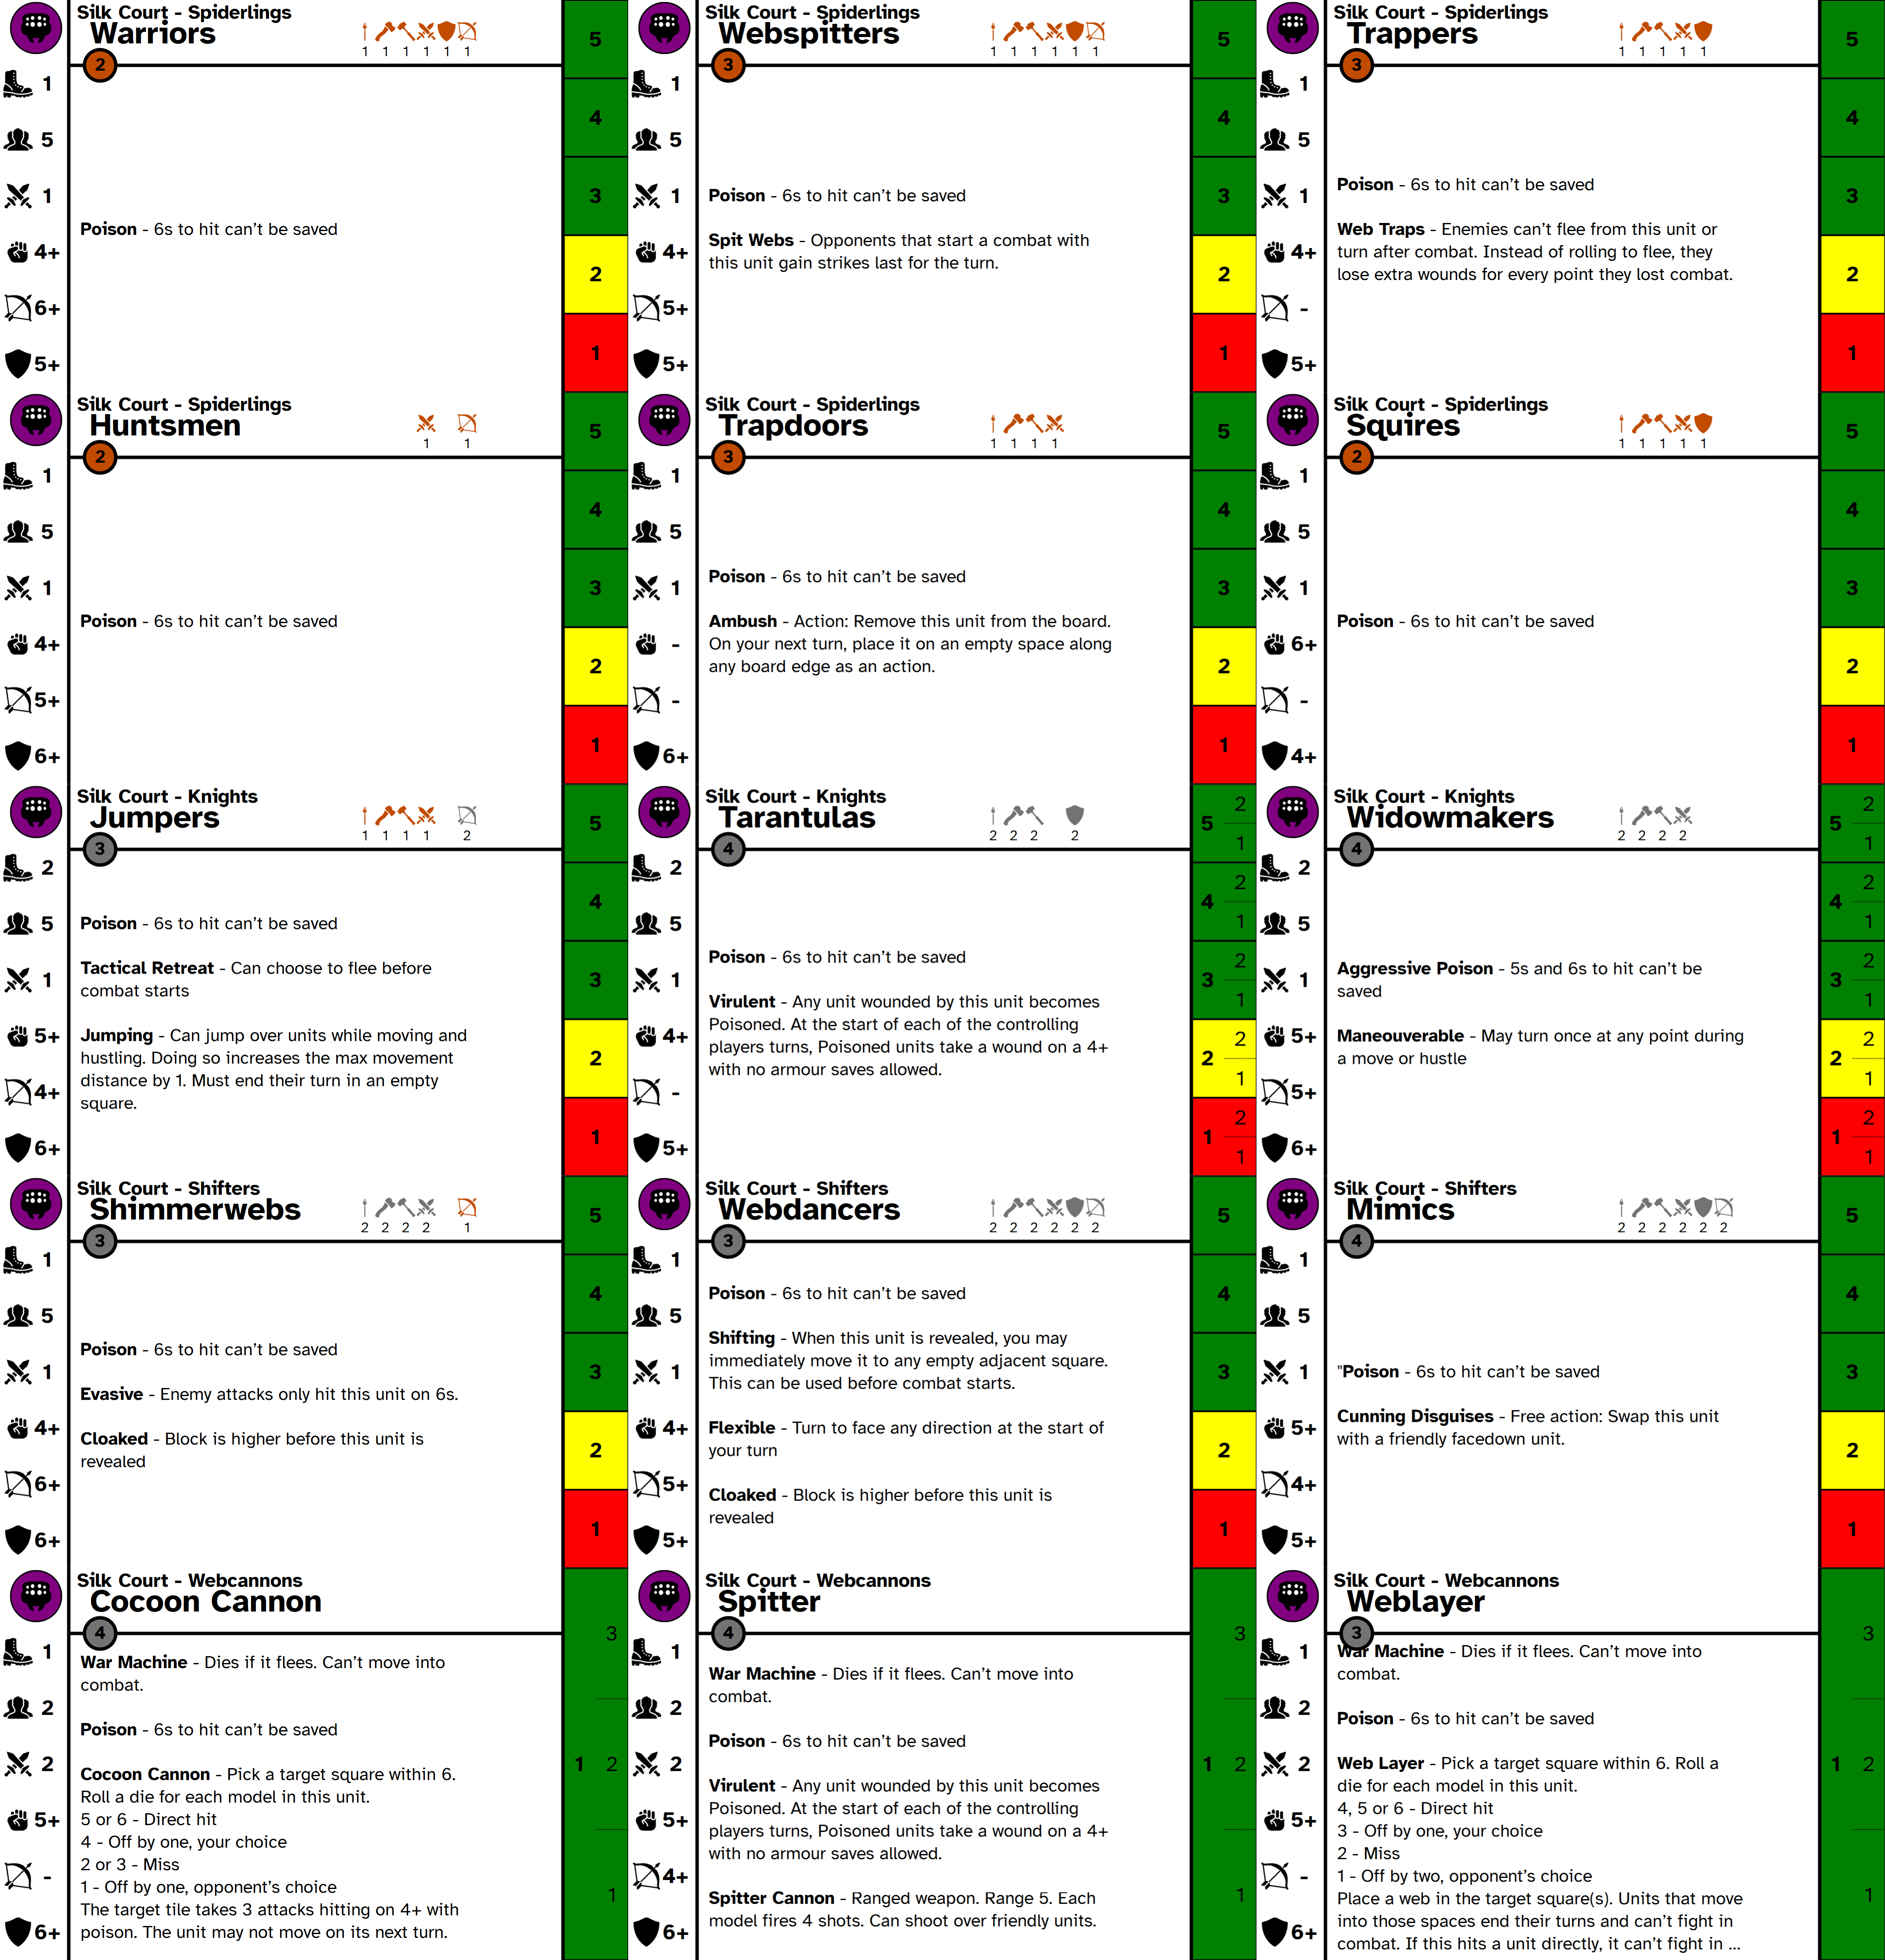 Silk Court - Spiderlings
Warriors
1 1 1 1 1 1
2
1
5
1
4+
6+
5+
Poison - 6s to hit can't be saved
5
4
3
2
1
Silk Court - Spiderlings
Webspitters
1 1 1 1 1 1
3
1
5
1
4+
5+
5+
Poison - 6s to hit can't be saved
Spit Webs - Opponents that start a combat with
this unit gain strikes last for the turn.
5
4
3
2
1
Silk Court - Spiderlings
Trappers
1 1 1 1 1
3
1
5
1
4+
-
5+
Poison - 6s to hit can't be saved
Web Traps - Enemies can't flee from this unit or
turn after combat. Instead of rolling to flee, they
lose extra wounds for every point they lost combat.
5
4
3
2
1
Silk Court - Spiderlings
Huntsmen
1 1
2
1
5
1
4+
5+
6+
Poison - 6s to hit can't be saved
5
4
3
2
1
Silk Court - Spiderlings
Trapdoors
1 1 1 1
3
1
5
1
-
-
6+
Poison - 6s to hit can't be saved
Ambush - Action: Remove this unit from the board.
On your next turn, place it on an empty space along
any board edge as an action.
5
4
3
2
1
Silk Court - Spiderlings
Squires
1 1 1 1 1
2
1
5
1
6+
-
4+
Poison - 6s to hit can't be saved
5
4
3
2
1
Silk Court - Knights
Jumpers
1 1 1 1 2
3
2
5
1
5+
4+
6+
Poison - 6s to hit can't be saved
Tactical Retreat - Can choose to flee before
combat starts
Jumping - Can jump over units while moving and
hustling. Doing so increases the max movement
distance by 1. Must end their turn in an empty
square.
5
4
3
2
1
Silk Court - Knights
Tarantulas
2 2 2 2
4
2
5
1
4+
-
5+
Poison - 6s to hit can't be saved
Virulent - Any unit wounded by this unit becomes
Poisoned. At the start of each of the controlling
players turns, Poisoned units take a wound on a 4+
with no armour saves allowed.
5 2 1
4 2 1
3 2 1
2 2 1
1 2 1
Silk Court - Knights
Widowmakers
2 2 2 2
4
2
5
1
5+
5+
6+
Aggressive Poison - 5s and 6s to hit can't be
saved
Maneouverable - May turn once at any point during
a move or hustle
5 2 1
4 2 1
3 2 1
2 2 1
1 2 1
Silk Court - Shifters
Shimmerwebs
2 2 2 2 1
3
1
5
1
4+
6+
6+
Poison - 6s to hit can't be saved
Evasive - Enemy attacks only hit this unit on 6s.
Cloaked - Block is higher before this unit is
revealed
5
4
3
2
1
Silk Court - Shifters
Webdancers
2 2 2 2 2 2
3
1
5
1
4+
5+
5+
Poison - 6s to hit can't be saved
Shifting - When this unit is revealed, you may
immediately move it to any empty adjacent square.
This can be used before combat starts.
Flexible - Turn to face any direction at the start of
your turn
Cloaked - Block is higher before this unit is
revealed
5
4
3
2
1
Silk Court - Shifters
Mimics
2 2 2 2 2 2
4
1
5
1
5+
4+
5+
"Poison - 6s to hit can't be saved
Cunning Disguises - Free action: Swap this unit
with a friendly facedown unit.
5
4
3
2
1
Silk Court - Webcannons
Cocoon Cannon
4
1
2
2
5+
-
6+
War Machine - Dies if it flees. Can't move into
combat.
Poison - 6s to hit can't be saved
Cocoon Cannon - Pick a target square within 6.
Roll a die for each model in this unit.
5 or 6 - Direct hit
4 - Off by one, your choice
2 or 3 - Miss
1 - Off by one, opponent's choice
The target tile takes 3 attacks hitting on 4+ with
poison. The unit may not move on its next turn.
3
1 2
1
Silk Court - Webcannons
Spitter
4
1
2
2
5+
4+
6+
War Machine - Dies if it flees. Can't move into
combat.
Poison - 6s to hit can't be saved
Virulent - Any unit wounded by this unit becomes
Poisoned. At the start of each of the controlling
players turns, Poisoned units take a wound on a 4+
with no armour saves allowed.
Spitter Cannon - Ranged weapon. Range 5. Each
model fires 4 shots. Can shoot over friendly units.
3
1 2
1
Silk Court - Webcannons
Weblayer
3
1
2
2
5+
-
6+
War Machine - Dies if it flees. Can't move into
combat.
Poison - 6s to hit can't be saved
Web Layer - Pick a target square within 6. Roll a
die for each model in this unit.
4, 5 or 6 - Direct hit
3 - Off by one, your choice
2 - Miss
1 - Off by two, opponent's choice
Place a web in the target square(s). Units that move
into those spaces end their turns and can't fight in
combat. If this hits a unit directly, it can't fight in ...
3
1 2
1